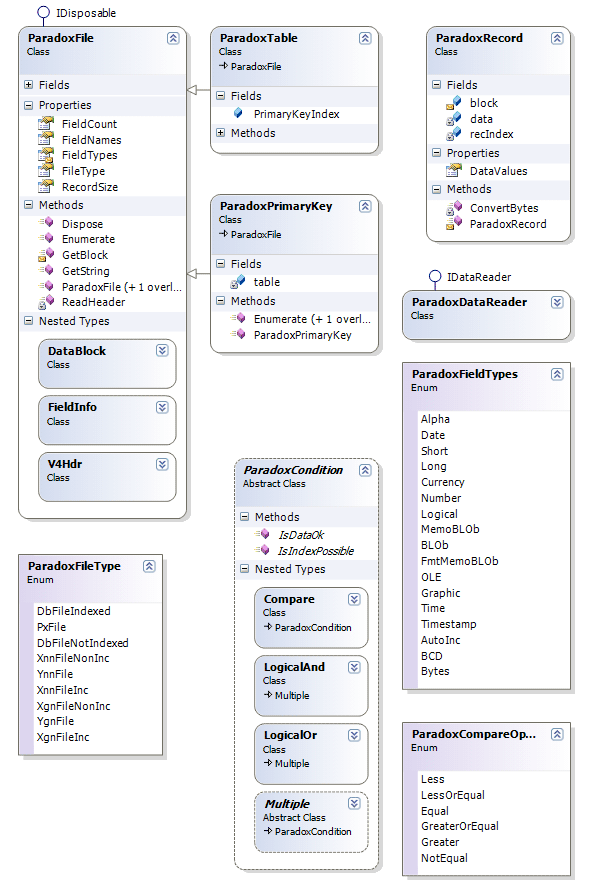 IDisposable
ParadoxFile
Class
Fields
Properties
FieldCount
FieldNames
FieldTypes
FileType
RecordSize
Methods
Dispose
Enumerate
GetBlock
GetString
ParadoxFile (+ 1 overl...
ReadHeader
Nested Types
DataBlock
Class
FieldInfo
Class
V4Hdr
Class
ParadoxFileType
Enum
DbFileIndexed
PxFile
DbFileNotIndexed
XnnFileNonInc
YnnFile
XnnFileInc
XgnFileNonInc
YgnFile
XgnFileInc
ParadoxTable
Class
ParadoxFile
Fields
PrimaryKeyIndex
Methods
ParadoxPrimaryKey
Class
ParadoxFile
Fields
table
Methods
Enumerate (+ 1 overl...
ParadoxPrimaryKey
ParadoxCondition
Abstract Class
Methods
IsDataOk
IsIndexPossible
Nested Types
Compare
Class
ParadoxCondition
LogicalAnd
Class
Multiple
LogicalOr
Class
Multiple
Multiple
Abstract Class
ParadoxCondition
ParadoxRecord
Class
Fields
block
data
recIndex
Properties
DataValues
Methods
ConvertBytes
ParadoxRecord
IDataReader
ParadoxDataReader
Class
ParadoxFieldTypes
Enum
Alpha
Date
Short
Long
Currency
Number
Logical
MemoBLOb
BLOb
FmtMemoBLOb
OLE
Graphic
Time
Timestamp
AutoInc
BCD
Bytes
ParadoxCompareOp...
Enum
Less
LessOrEqual
Equal
GreaterOrEqual
Greater
NotEqual